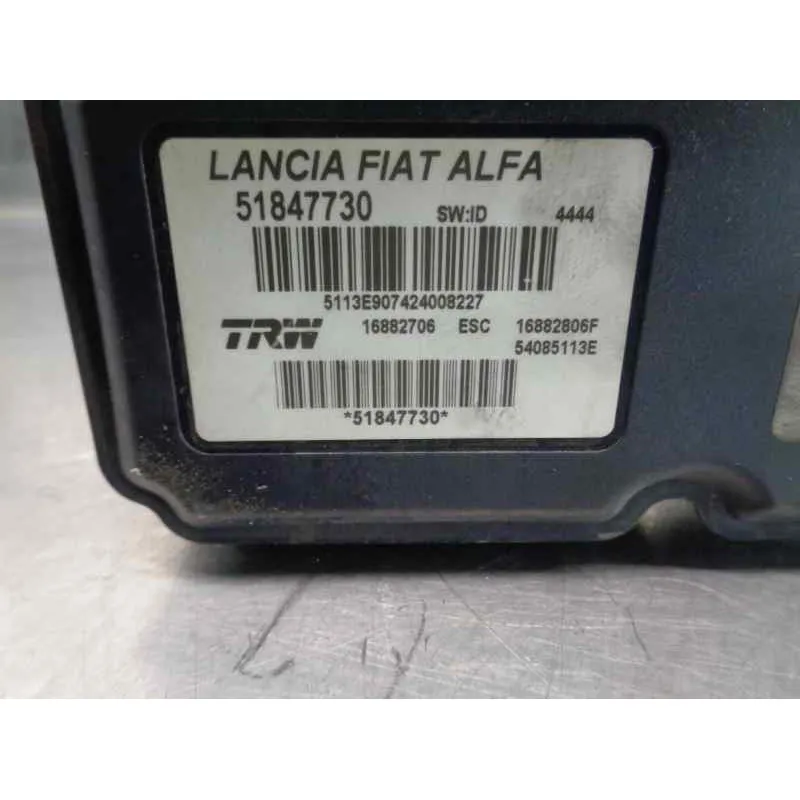 LANCIA FIAT ALFA
51847730 SW:ID 4444
5113E907424008227
TRW 16882706 ESC 16882806F
54085113E
*51847730*